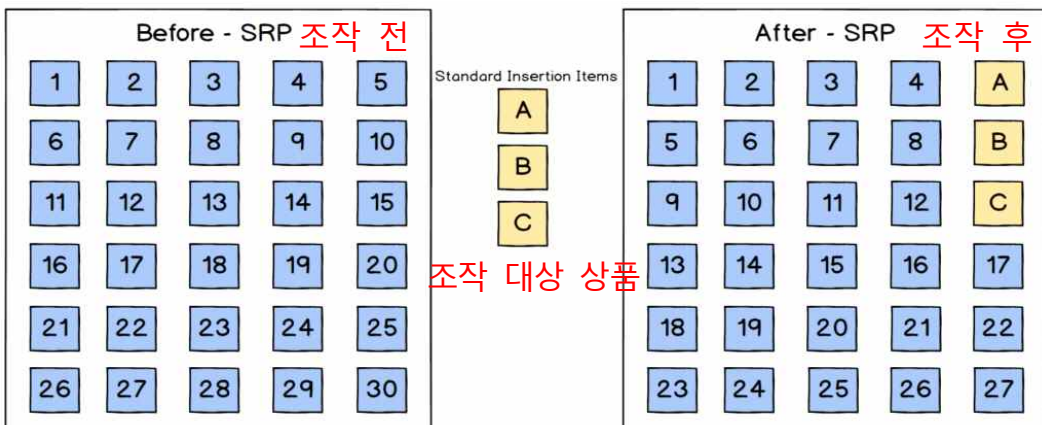 Before - SRP 조작 전
1 2 3 4 5
6 7 8 9 10
11 12 13 14 15
16 17 18 19 20
21 22 23 24 25
26 27 28 29 30
Standard Insertion Items
A
B
C
조작 대상 상품
After - SRP 조작 후
1 2 3 4 A
5 6 7 8 B
9 10 11 12 C
13 14 15 16 17
18 19 20 21 22
23 24 25 26 27